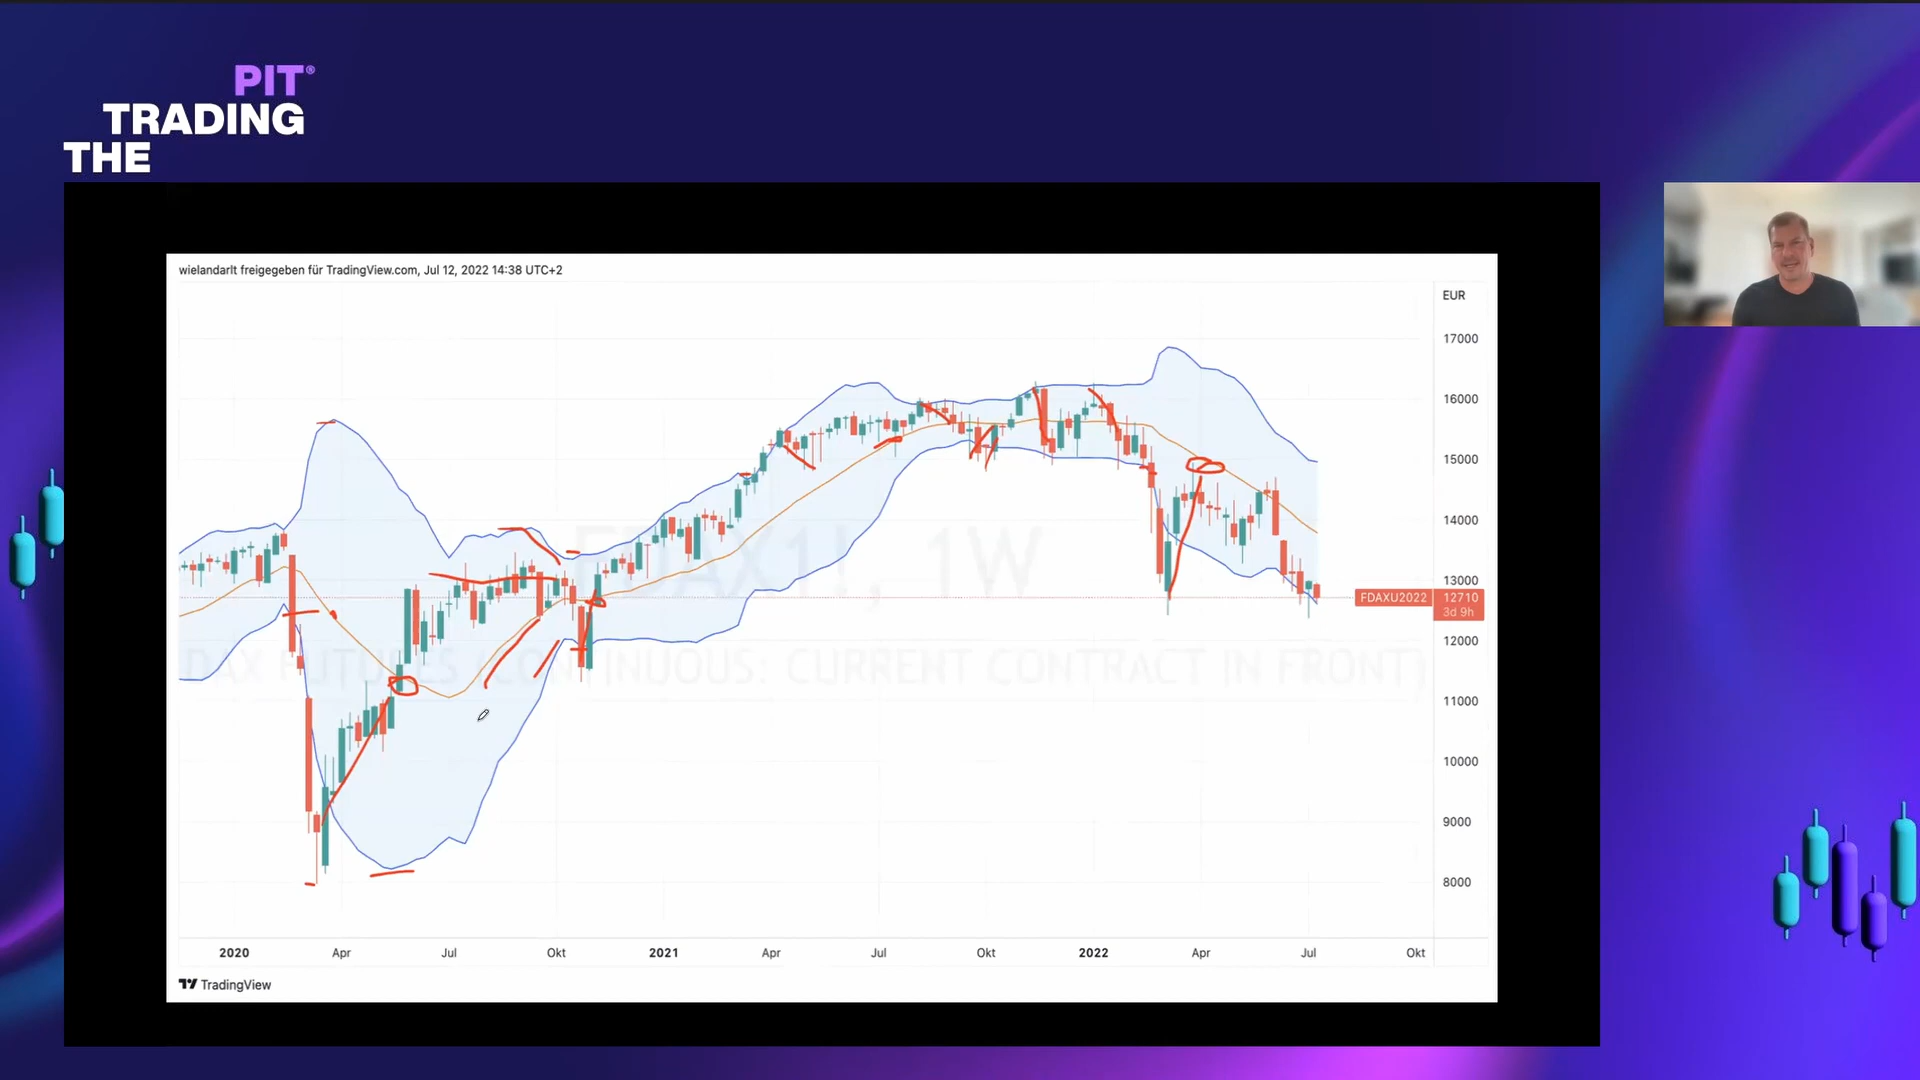 PIT®
TRADING
THE
wielandarlt freigegeben für TradingView.com, Jul 12, 2022 14:38 UTC+2
EUR
17000
16000
15000
14000
13000
FDAXU2022 12710
3d 9h
12000
11000
10000
9000
8000
FDAX1!, 1W
DAX FUTURES (CONTINUOUS: CURRENT CONTRACT IN FRONT)
2020 Apr Jul Okt 2021 Apr Jul Okt 2022 Apr Jul Okt
TradingView